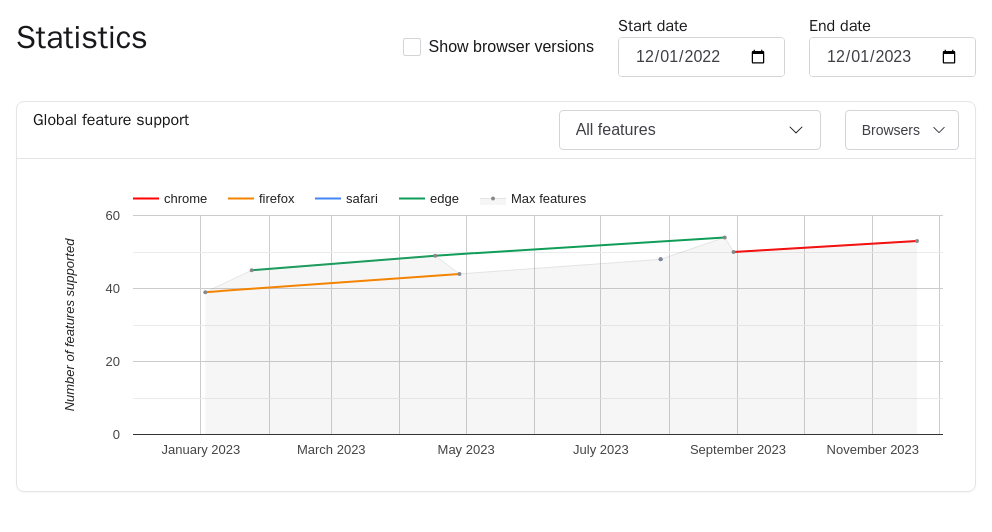 Statistics
Show browser versions
Start date
12/01/2022
End date
12/01/2023
Global feature support
All features
Browsers
chrome firefox safari edge Max features
Number of features supported
60
40
20
0
January 2023 March 2023 May 2023 July 2023 September 2023 November 2023